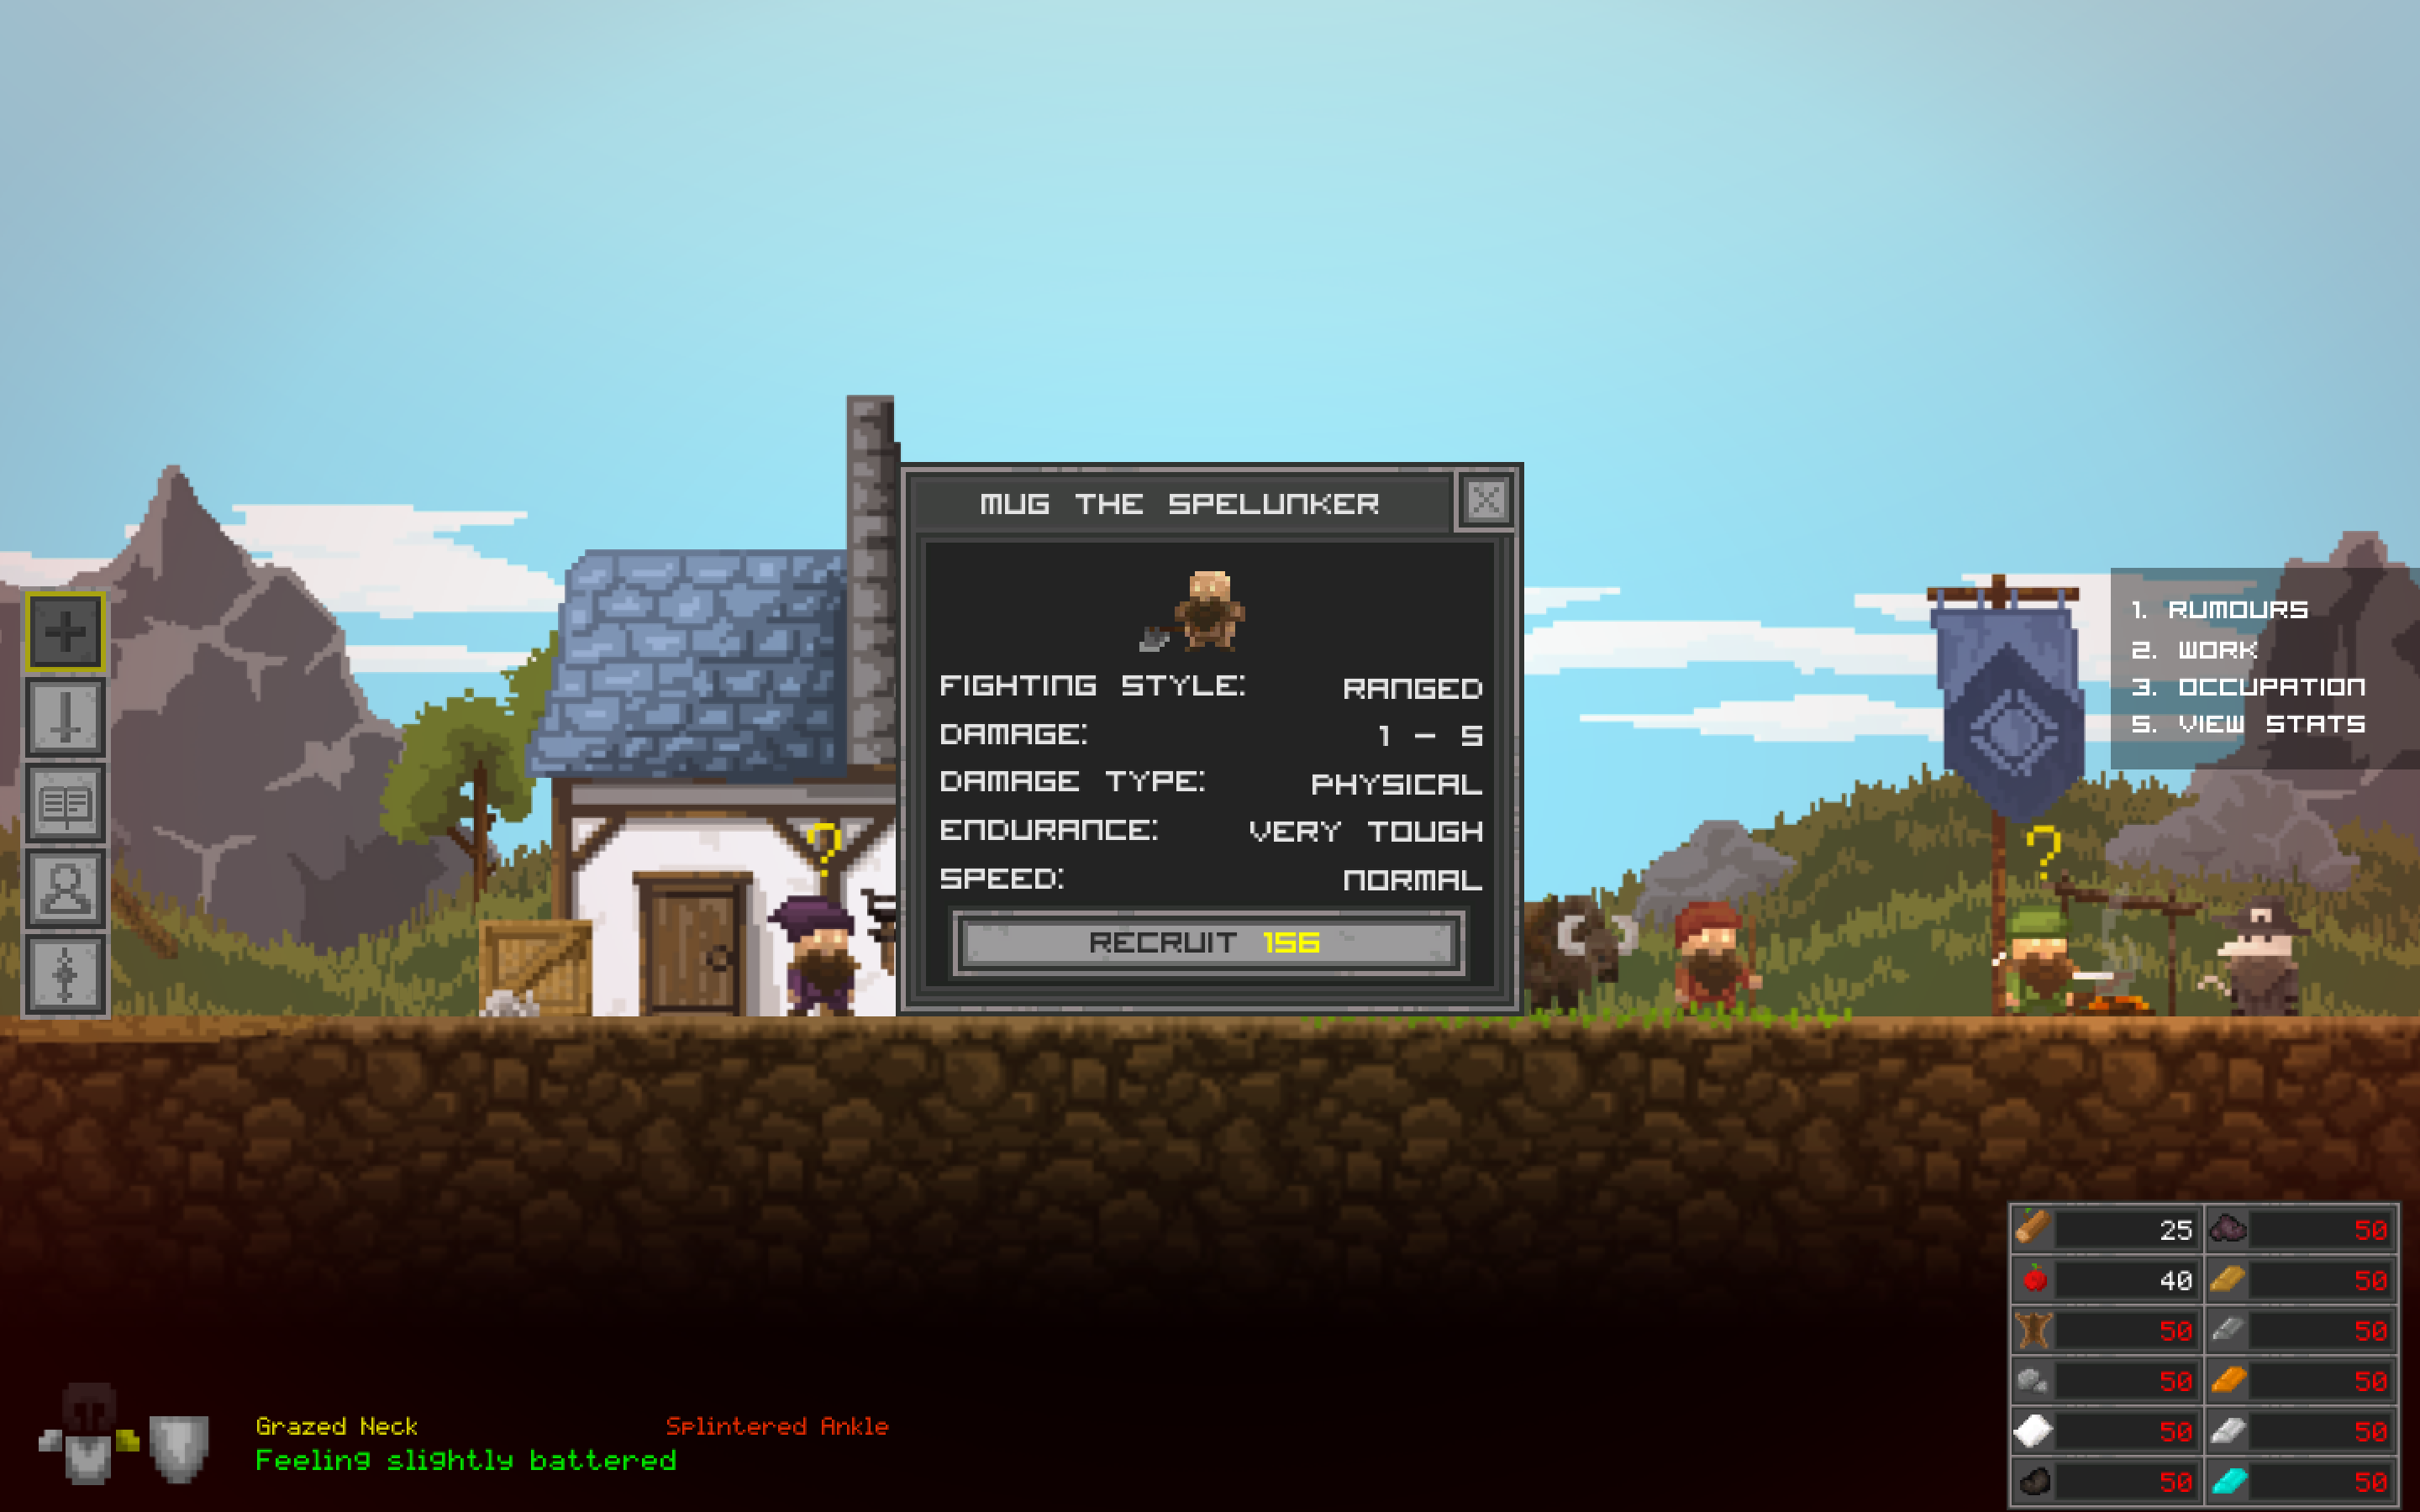 MUG THE SPELUNKER
FIGHTING STYLE: RANGED
DAMAGE: 1 - 5
DAMAGE TYPE: PHYSICAL
ENDURANCE: VERY TOUGH
SPEED: NORMAL
RECRUIT 156
1. RUMOURS
2. WORK
3. OCCUPATION
5. VIEW STATS
?
?
25 50
40 50
50 50
50 50
50 50
50 50
Grazed Neck Splintered Ankle
Feeling slightly battered